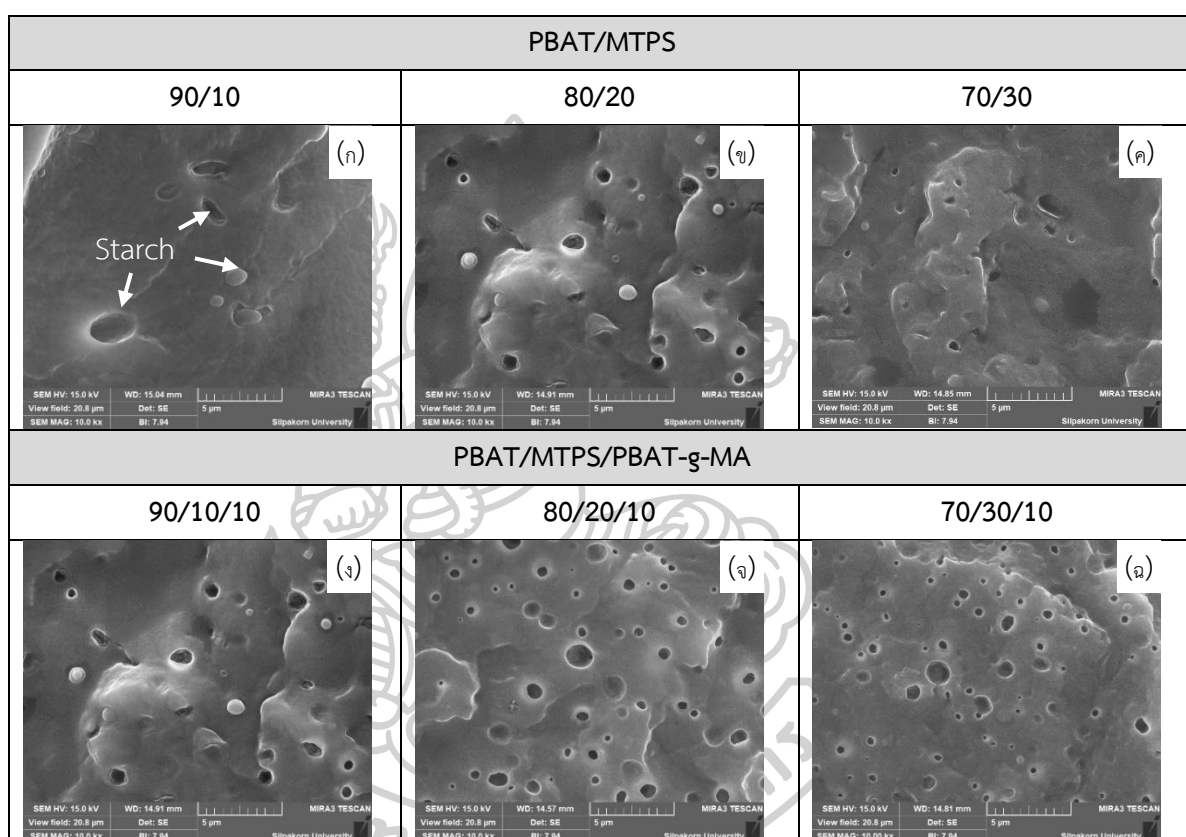 PBAT/MTPS
90/10 80/20 70/30
(ก) (ข) (ค)
Starch
SEM HV: 15.0 kV WD: 15.04 mm MIRA3 TESCAN
View field: 20.8 µm Det: SE 5 µm
SEM MAG: 10.0 kx BI: 7.94 Silpakorn University
SEM HV: 15.0 kV WD: 14.91 mm MIRA3 TESCAN
View field: 20.8 µm Det: SE 5 µm
SEM MAG: 10.0 kx BI: 7.94 Silpakorn University
SEM HV: 15.0 kV WD: 14.85 mm MIRA3 TESCAN
View field: 20.8 µm Det: SE 5 µm
SEM MAG: 10.0 kx BI: 7.94 Silpakorn University
PBAT/MTPS/PBAT-g-MA
90/10/10 80/20/10 70/30/10
(ง) (จ) (ฉ)
SEM HV: 15.0 kV WD: 14.91 mm MIRA3 TESCAN
View field: 20.8 µm Det: SE 5 µm
SEM MAG: 10.0 kx BI: 7.94 Silpakorn University
SEM HV: 15.0 kV WD: 14.57 mm MIRA3 TESCAN
View field: 20.8 µm Det: SE 5 µm
SEM MAG: 10.0 kx BI: 7.94 Silpakorn University
SEM HV: 15.0 kV WD: 14.81 mm MIRA3 TESCAN
View field: 20.8 µm Det: SE 5 µm
SEM MAG: 10.00 kx BI: 7.94 Silpakorn University